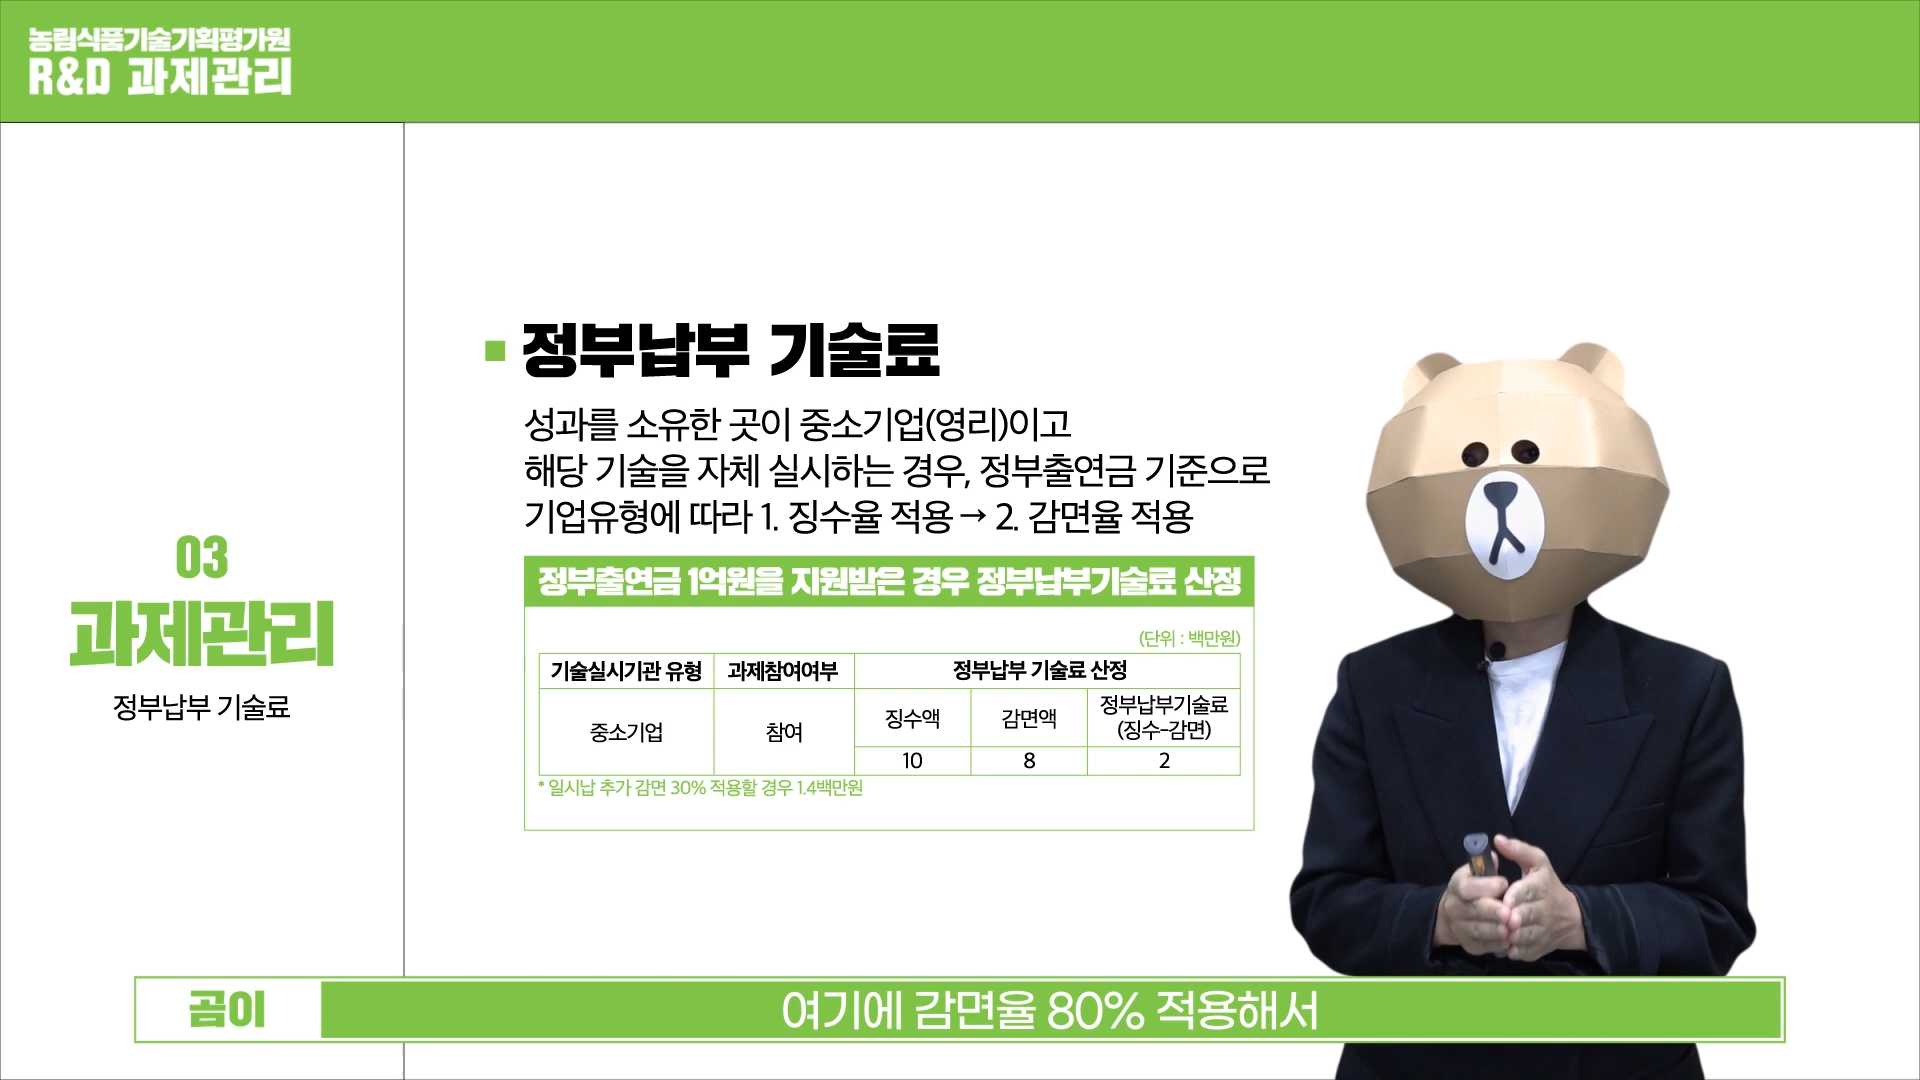 농림식품기술기획평가원
R&D 과제관리
03
과제관리
정부납부 기술료
정부납부 기술료
성과를 소유한 곳이 중소기업(영리)이고
해당 기술을 자체 실시하는 경우, 정부출연금 기준으로
기업유형에 따라 1. 징수율 적용 → 2. 감면율 적용
정부출연금 1억원을 지원받은 경우 정부납부기술료 산정
(단위 : 백만원)
기술실시기관 유형 과제참여여부 정부납부 기술료 산정
중소기업 참여 징수액 감면액 정부납부기술료
(징수-감면)
10 8 2
* 일시납 추가 감면 30% 적용할 경우 1.4백만원
곰이 여기에 감면율 80% 적용해서